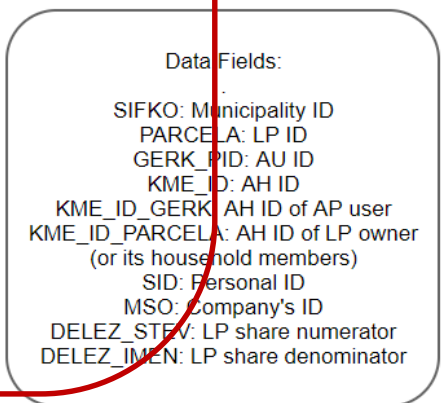 Data Fields:
.
SIFKO: Municipality ID
PARCELA: LP ID
GERK_PID: AU ID
KME_ID: AH ID
KME_ID_GERK: AH ID of AP user
KME_ID_PARCELA: AH ID of LP owner
(or its household members)
SID: Personal ID
MSO: Company's ID
DELEZ_STEV: LP share numerator
DELEZ_IMEN: LP share denominator